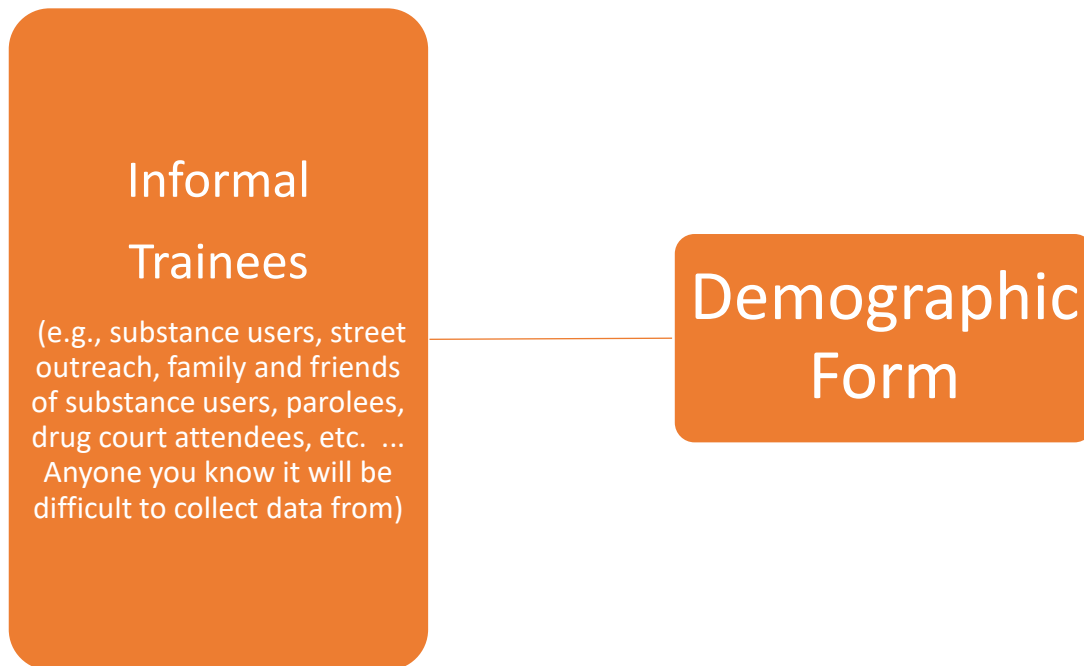 Informal
Trainees
(e.g., substance users, street
outreach, family and friends
of substance users, parolees,
drug court attendees, etc.  ...
Anyone you know it will be
difficult to collect data from)
Demographic
Form